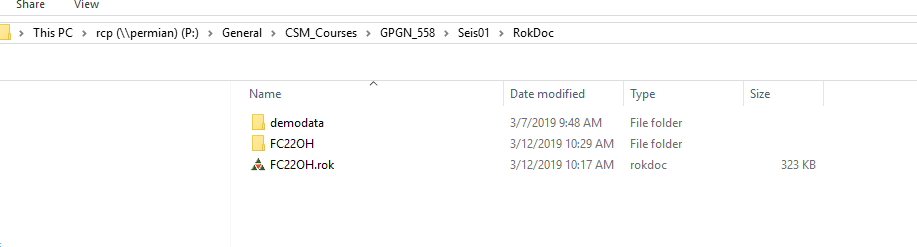 Share View
This PC › rcp (\\permian) (P:) › General › CSM_Courses › GPGN_558 › Seis01 › RokDoc
Name Date modified Type Size
demodata 3/7/2019 9:48 AM File folder
FC22OH 3/12/2019 10:29 AM File folder
FC22OH.rok 3/12/2019 10:17 AM rokdoc 323 KB